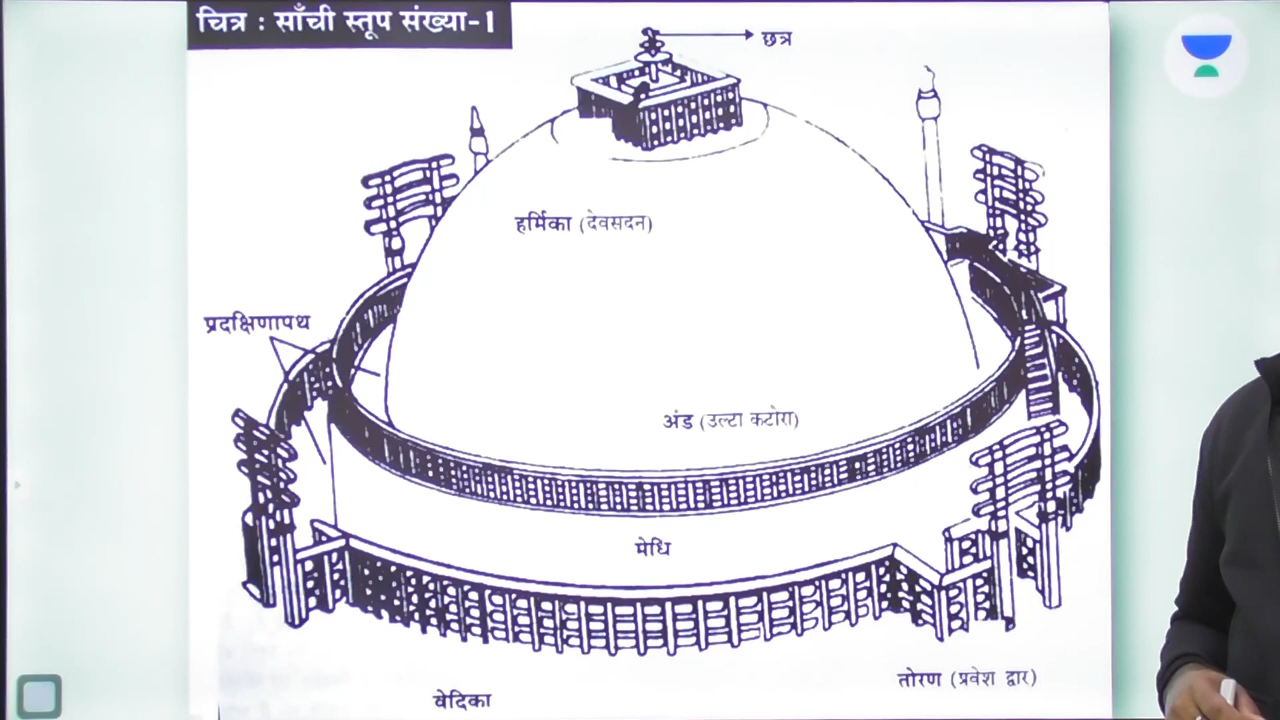 चित्र : साँची स्तूप संख्या-1
छत्र
हर्मिका (देवसदन)
प्रदक्षिणापथ
अंड (उल्टा कटोरा)
मेधि
तोरण (प्रवेश द्वार)
वेदिका